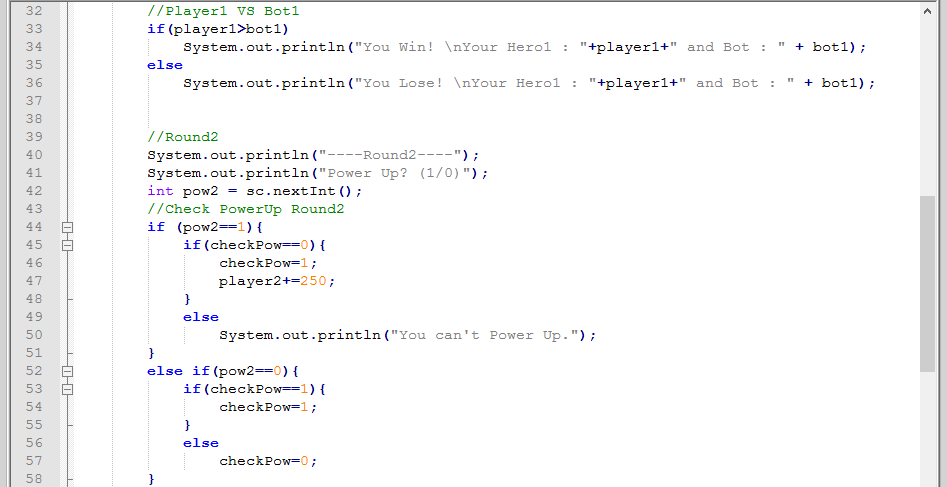 32 //Player1 VS Bot1
33 if(player1>bot1)
34 System.out.println("You Win! \nYour Hero1 : "+player1+" and Bot : " + bot1);
35 else
36 System.out.println("You Lose! \nYour Hero1 : "+player1+" and Bot : " + bot1);
37
38
39 //Round2
40 System.out.println("----Round2----");
41 System.out.println("Power Up? (1/0)");
42 int pow2 = sc.nextInt();
43 //Check PowerUp Round2
44 if (pow2==1){
45 if(checkPow==0){
46 checkPow=1;
47 player2+=250;
48 }
49 else
50 System.out.println("You can't Power Up.");
51 }
52 else if(pow2==0){
53 if(checkPow==1){
54 checkPow=1;
55 }
56 else
57 checkPow=0;
58 }